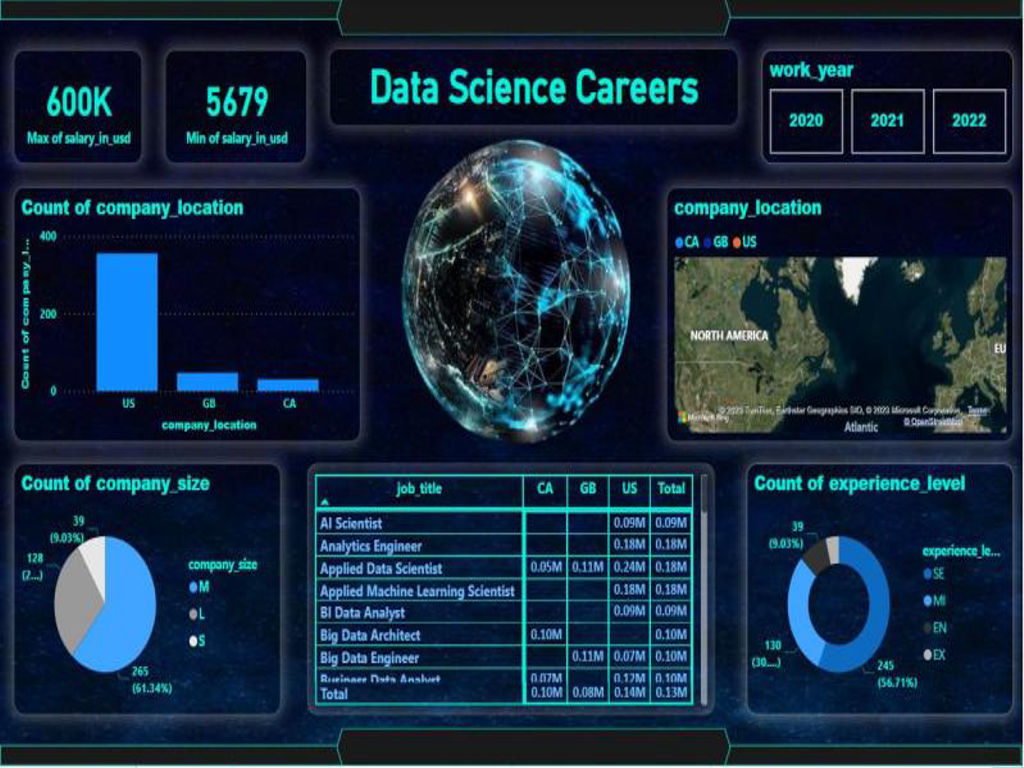 600K
Max of salary_in_usd
5679
Min of salary_in_usd
Data Science Careers
work_year
2020 2021 2022
Count of company_location
Count of company_l...
400
200
0
US GB CA
company_location
company_location
CA GB US
NORTH AMERICA
EU
© 2023 TomTom, Earthstar Geographics SIO, © 2023 Microsoft Corporation, Terms
Microsoft Bing
© OpenStreetMap
Atlantic
Count of company_size
39
(9.03%)
128
(2...)
265
(61.34%)
company_size
M
L
S
job_title CA GB US Total
AI Scientist 0.09M 0.09M
Analytics Engineer 0.18M 0.18M
Applied Data Scientist 0.05M 0.11M 0.24M 0.18M
Applied Machine Learning Scientist 0.18M 0.18M
BI Data Analyst 0.09M 0.09M
Big Data Architect 0.10M 0.10M
Big Data Engineer 0.11M 0.07M 0.10M
Business Data Analyst 0.07M 0.12M 0.10M
Total 0.10M 0.08M 0.14M 0.13M
Count of experience_level
39
(9.03%)
130
(30....)
245
(56.71%)
experience_le...
SE
MI
EN
EX